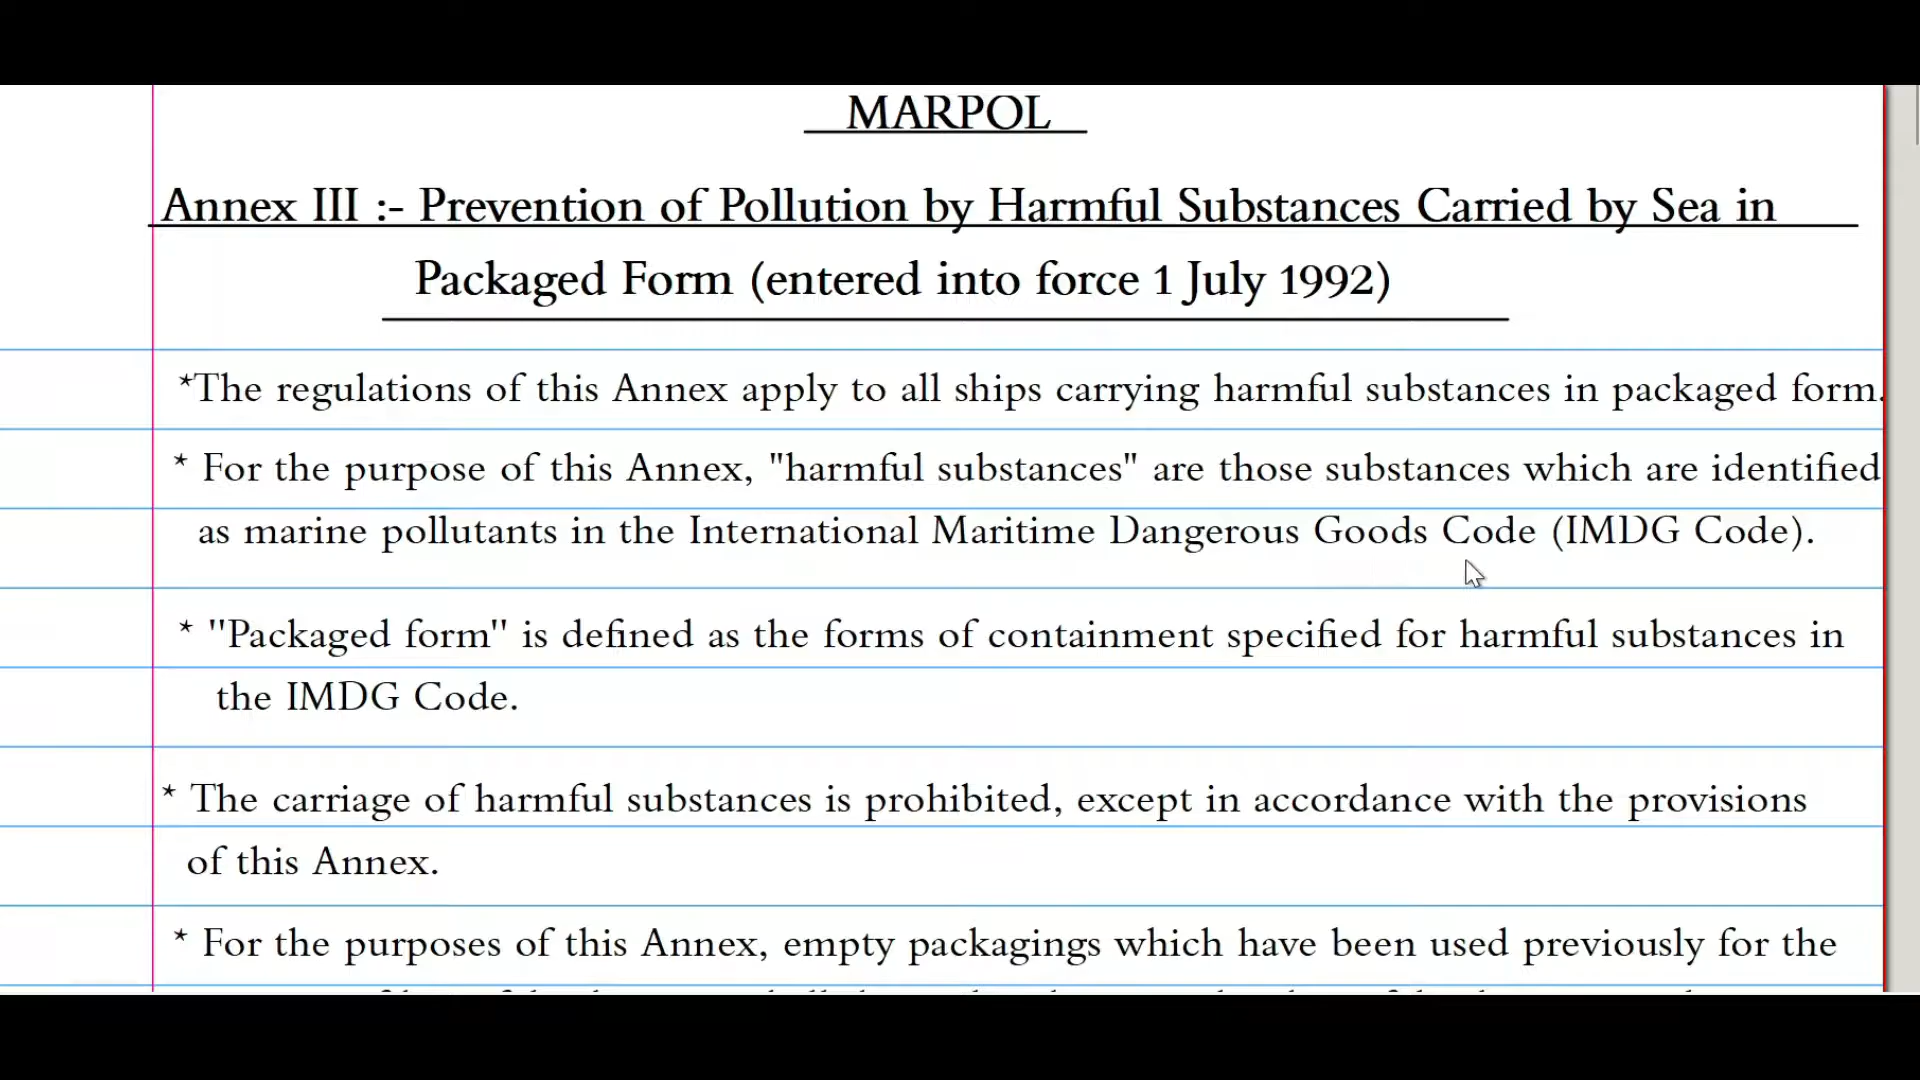 MARPOL
Annex III :- Prevention of Pollution by Harmful Substances Carried by Sea in
Packaged Form (entered into force 1 July 1992)
*The regulations of this Annex apply to all ships carrying harmful substances in packaged form.
* For the purpose of this Annex, "harmful substances" are those substances which are identified
as marine pollutants in the International Maritime Dangerous Goods Code (IMDG Code).
* "Packaged form" is defined as the forms of containment specified for harmful substances in
the IMDG Code.
* The carriage of harmful substances is prohibited, except in accordance with the provisions
of this Annex.
* For the purposes of this Annex, empty packagings which have been used previously for the